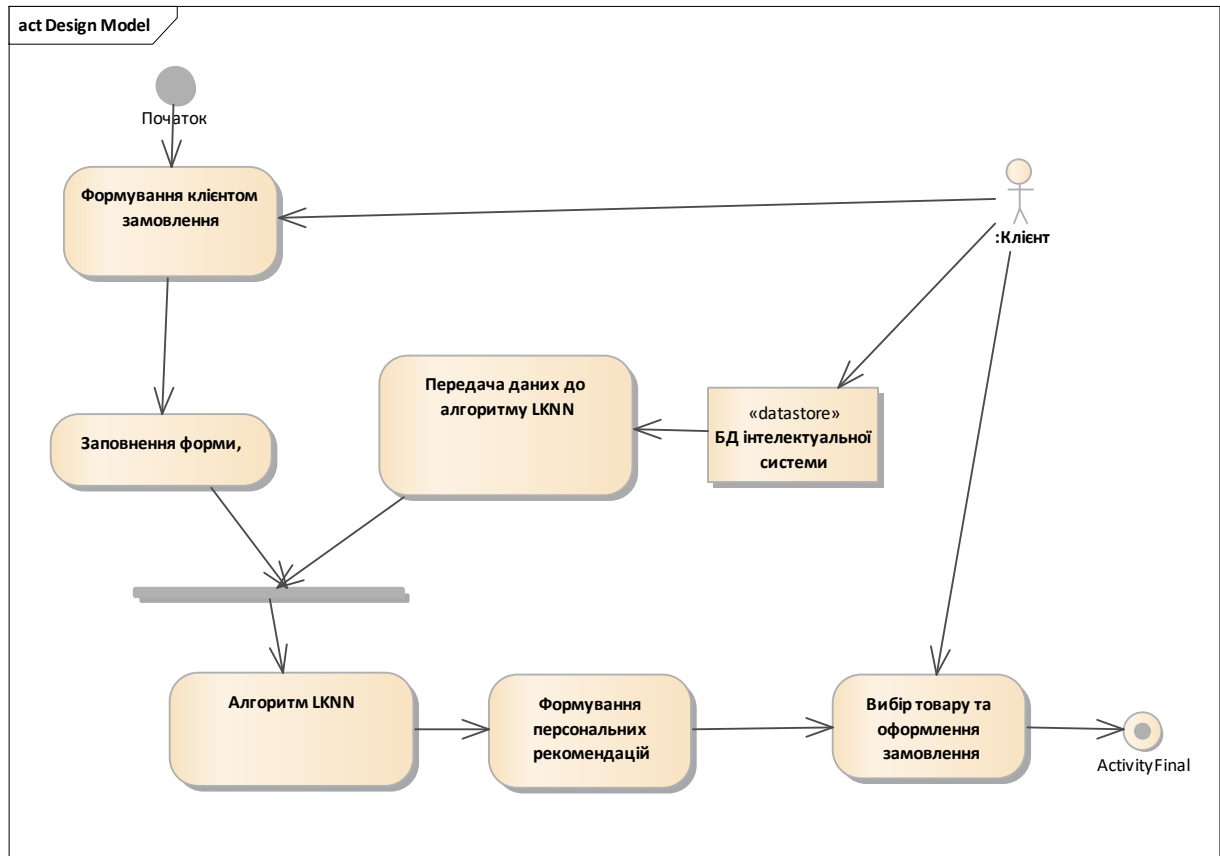 act Design Model
Початок
Формування клієнтом
замовлення
:Клієнт
Передача даних до
алгоритму LKNN
«datastore»
БД інтелектуальної
системи
Заповнення форми,
Алгоритм LKNN
Формування
персональних
рекомендацій
Вибір товару та
оформлення
замовлення
ActivityFinal